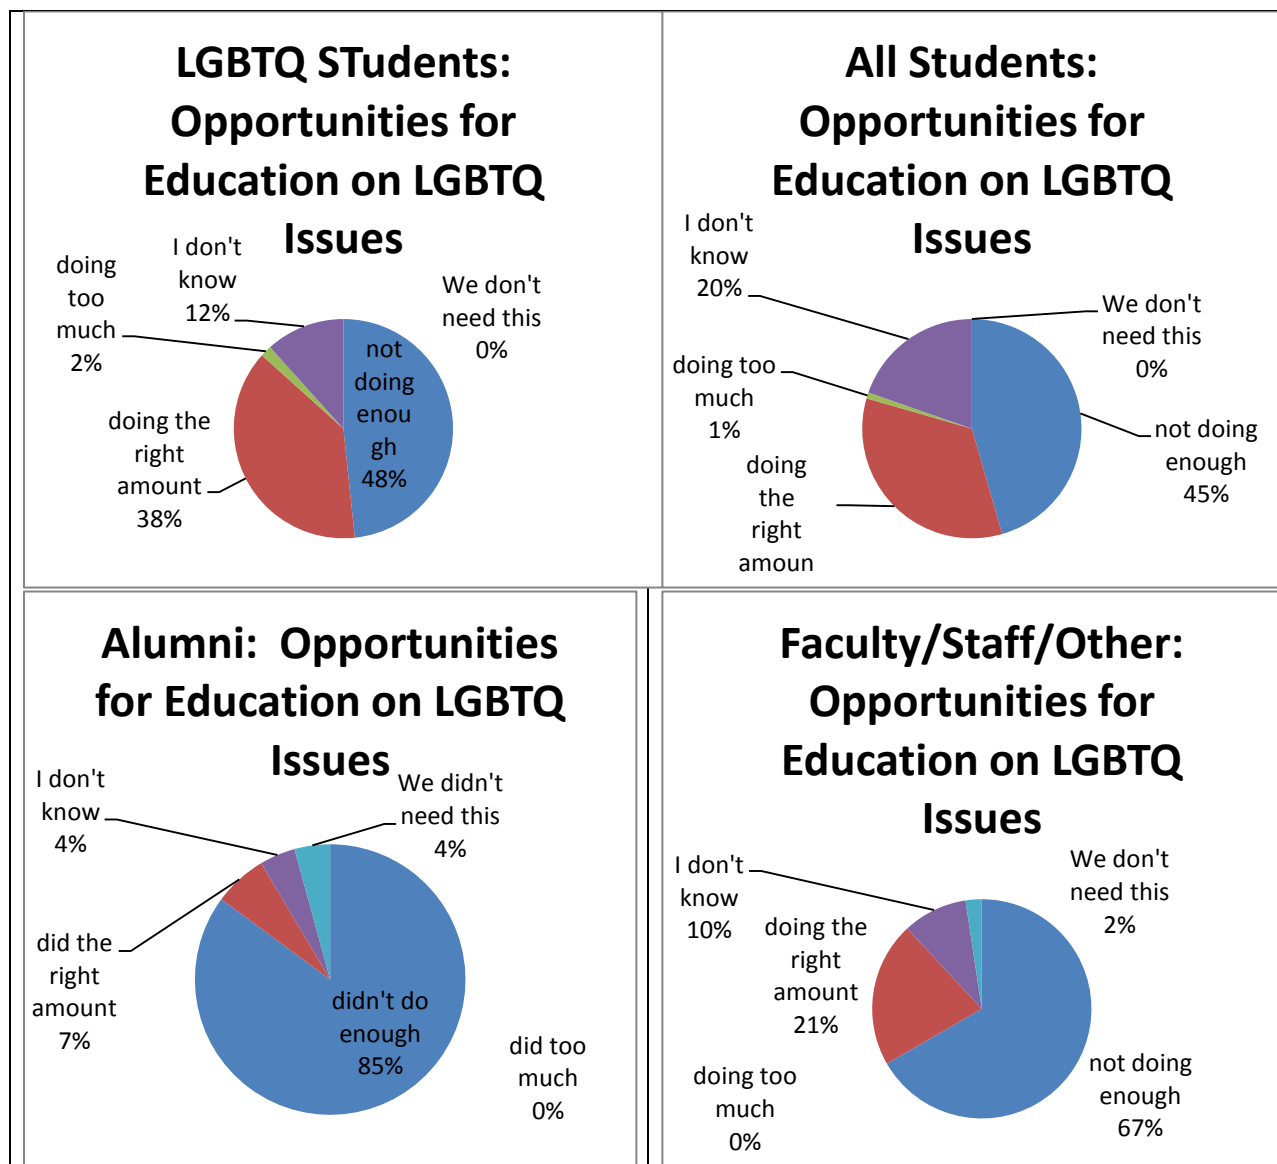 LGBTQ STudents:
Opportunities for
Education on LGBTQ
Issues
doing
too
much
2%
I don't
know
12%
We don't
need this
0%
not
doing
enou
gh
48%
doing the
right
amount
38%
All Students:
Opportunities for
Education on LGBTQ
Issues
I don't
know
20%
We don't
need this
0%
doing too
much
1%
not doing
enough
45%
doing
the
right
amoun
Alumni:  Opportunities
for Education on LGBTQ
Issues
I don't
know
4%
We didn't
need this
4%
did the
right
amount
7%
didn't do
enough
85%
did too
much
0%
Faculty/Staff/Other:
Opportunities for
Education on LGBTQ
Issues
I don't
know
10%
We don't
need this
2%
doing the
right
amount
21%
doing too
much
0%
not doing
enough
67%